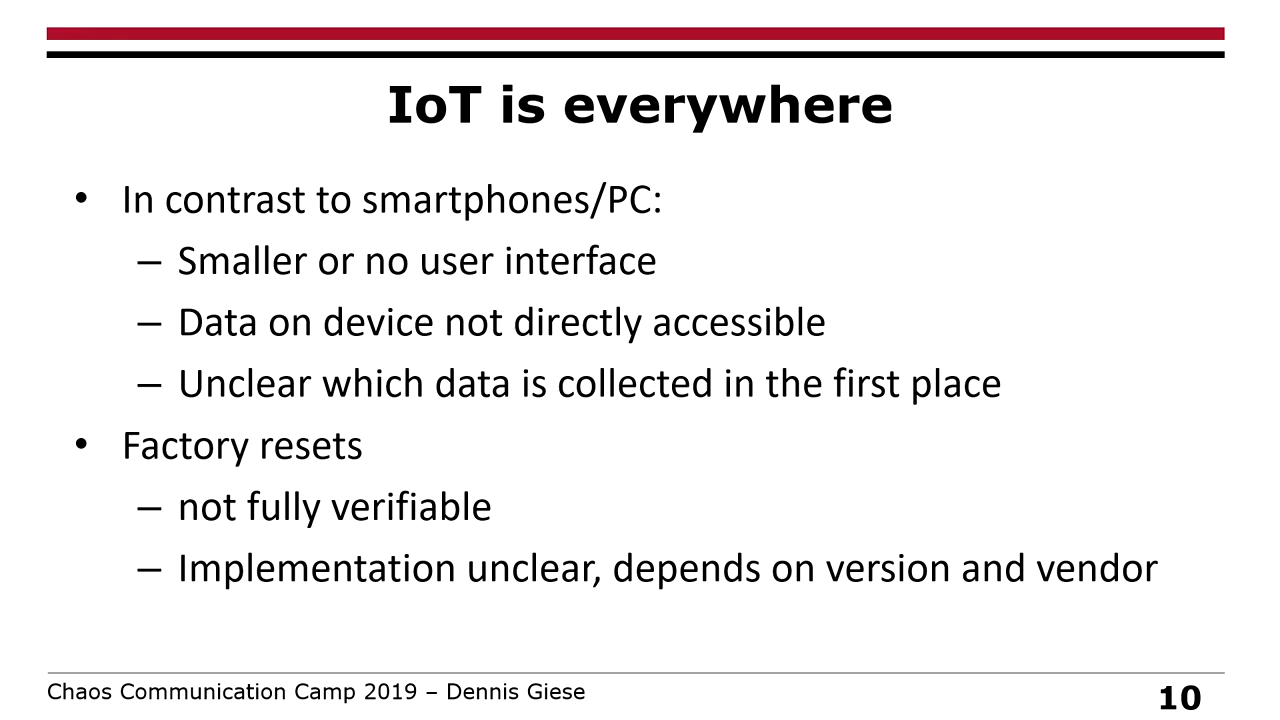 IoT is everywhere
• In contrast to smartphones/PC:
– Smaller or no user interface
– Data on device not directly accessible
– Unclear which data is collected in the first place
• Factory resets
– not fully verifiable
– Implementation unclear, depends on version and vendor
Chaos Communication Camp 2019 – Dennis Giese
10